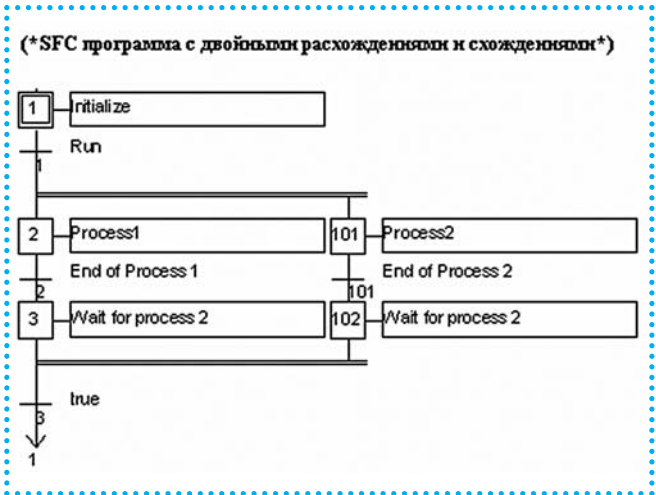 (*SFC программа с двойными расхождениями и схождениями*)
1 Initialize
Run
1
2 Process1 101 Process2
End of Process 1 End of Process 2
2 101
3 Wait for process 2 102 Wait for process 2
true
3
1